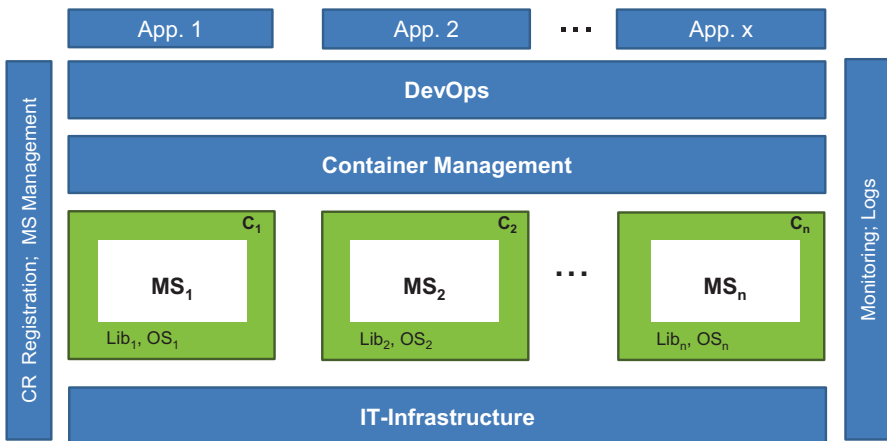 App. 1
App. 2
...
App. x
CR Registration; MS Management
DevOps
Monitoring; Logs
Container Management
C₁
MS₁
Lib₁, OS₁
C₂
MS₂
Lib₂, OS₂
...
Cₙ
MSₙ
Libₙ, OSₙ
IT-Infrastructure